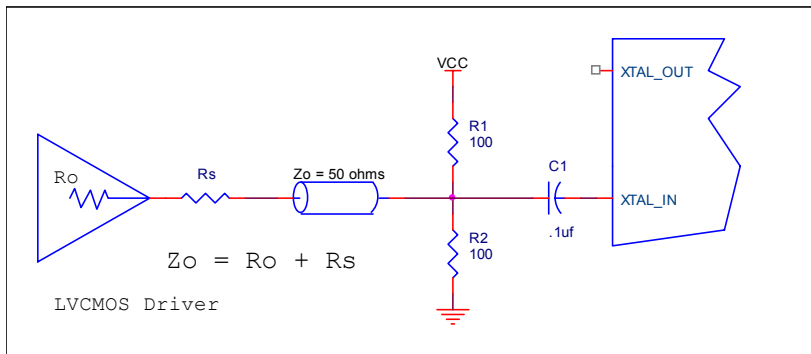 VCC
XTAL_OUT
R1
100
Ro
Rs
Zo = 50 ohms
C1
XTAL_IN
.1uf
R2
100
Zo = Ro + Rs
LVCMOS Driver